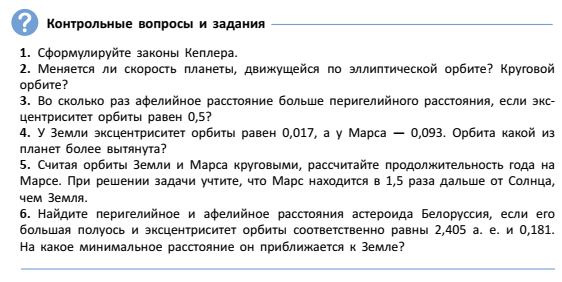 ? Контрольные вопросы и задания
1. Сформулируйте законы Кеплера.
2. Меняется ли скорость планеты, движущейся по эллиптической орбите? Круговой
орбите?
3. Во сколько раз афелийное расстояние больше перигелийного расстояния, если экс-
центриситет орбиты равен 0,5?
4. У Земли эксцентриситет орбиты равен 0,017, а у Марса — 0,093. Орбита какой из
планет более вытянута?
5. Считая орбиты Земли и Марса круговыми, рассчитайте продолжительность года на
Марсе. При решении задачи учтите, что Марс находится в 1,5 раза дальше от Солнца,
чем Земля.
6. Найдите перигелийное и афелийное расстояния астероида Белоруссия, если его
большая полуось и эксцентриситет орбиты соответственно равны 2,405 а. е. и 0,181.
На какое минимальное расстояние он приближается к Земле?